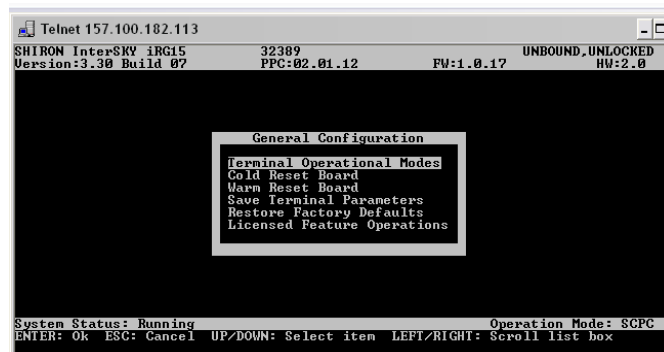 Telnet 157.100.182.113
SHIRON InterSKY iRG15 32389 UNBOUND,UNLOCKED
Version:3.30 Build 07 PPC:02.01.12 FW:1.0.17 HW:2.0
General Configuration
Terminal Operational Modes
Cold Reset Board
Warm Reset Board
Save Terminal Parameters
Restore Factory Defaults
Licensed Feature Operations
System Status: Running Operation Mode: SCPC
ENTER: Ok ESC: Cancel UP/DOWN: Select item LEFT/RIGHT: Scroll list box